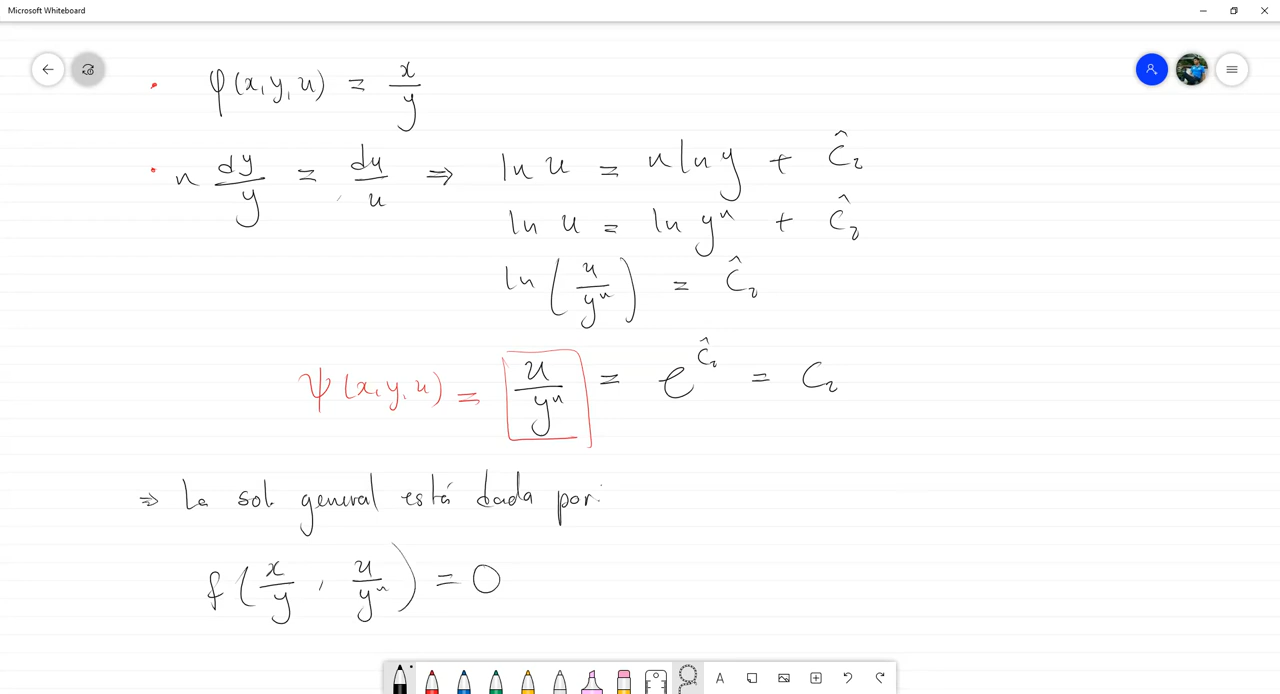 Microsoft Whiteboard
φ(x,y,u) = x/y
n dy/y = du/u ⇒ ln u = n ln y + Ĉ₂
ln u = ln yⁿ + Ĉ₂
ln (u/yⁿ) = Ĉ₂
ψ(x,y,u) = u/yⁿ = e^Ĉ₂ = C₂
⇒ La sol. general está dada por:
f(x/y, u/yⁿ) = 0
A